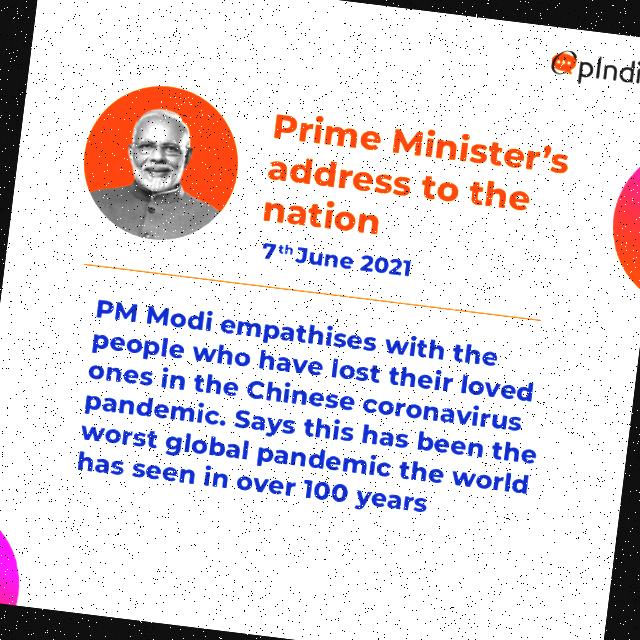 OpIndi
Prime Minister's
address to the
nation
7th June 2021
PM Modi empathises with the
people who have lost their loved
ones in the Chinese coronavirus
pandemic. Says this has been the
worst global pandemic the world
has seen in over 100 years